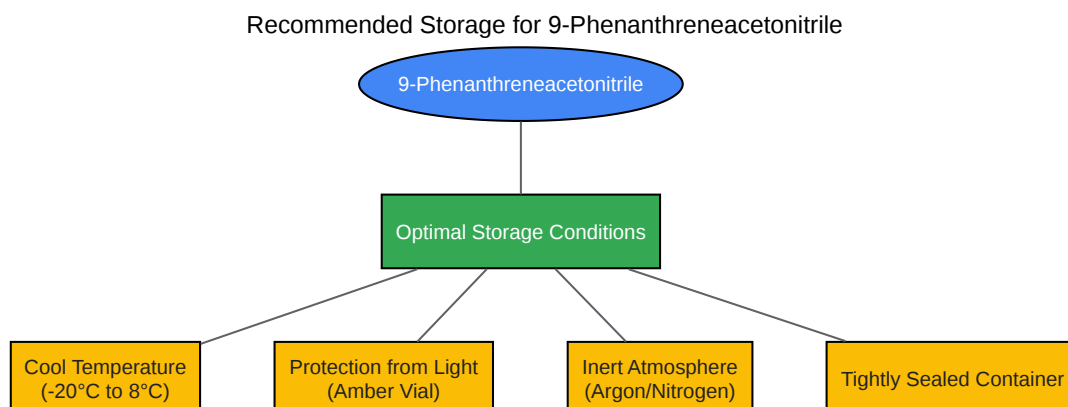 Recommended Storage for 9-Phenanthreneacetonitrile
9-Phenanthreneacetonitrile
Optimal Storage Conditions
Cool Temperature
(-20°C to 8°C)
Protection from Light
(Amber Vial)
Inert Atmosphere
(Argon/Nitrogen)
Tightly Sealed Container